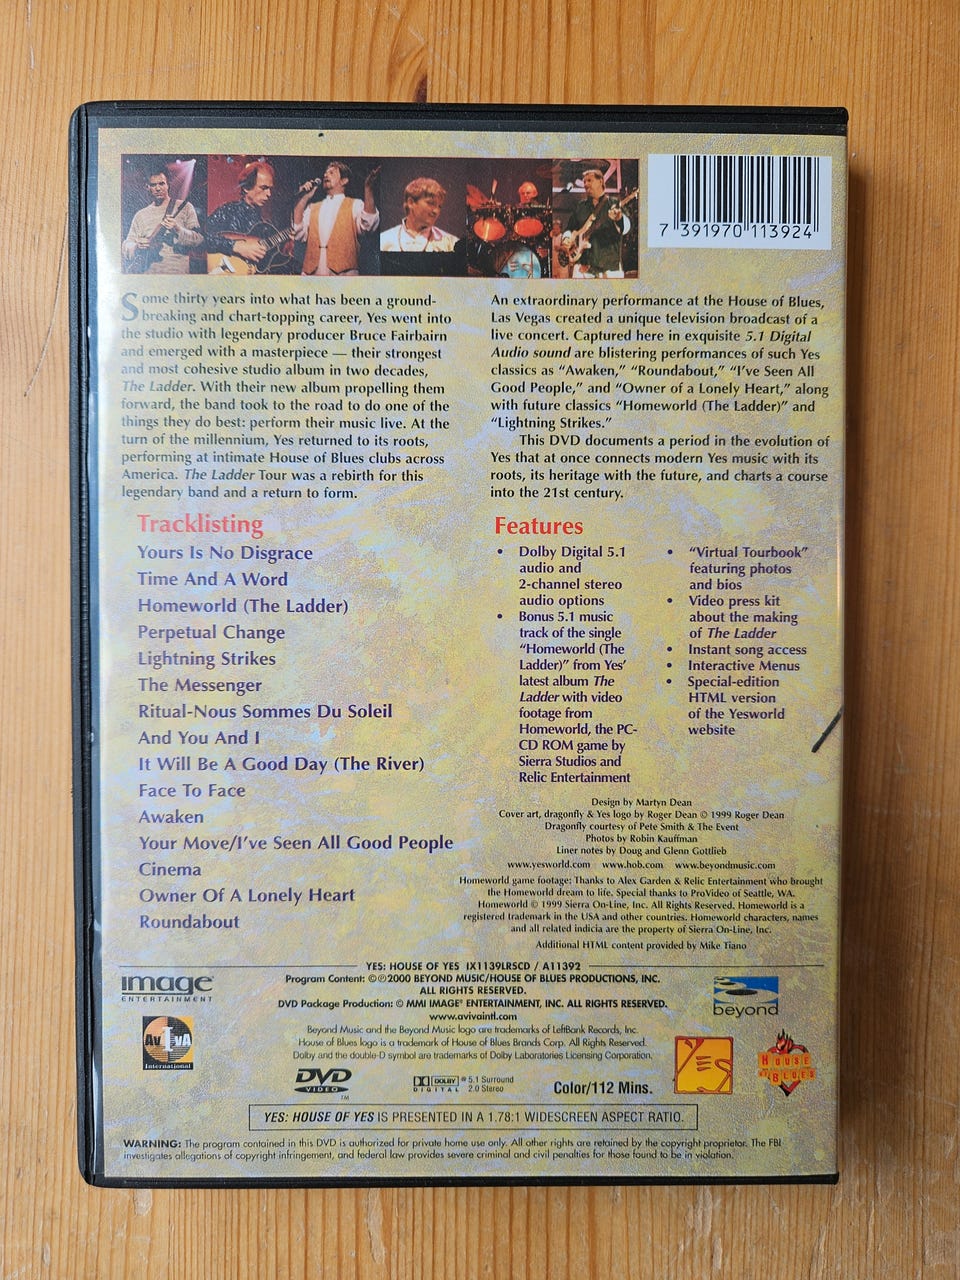 7 391970 113924
Some thirty years into what has been a ground-
breaking and chart-topping career, Yes went into
the studio with legendary producer Bruce Fairbairn
and emerged with a masterpiece — their strongest
and most cohesive studio album in two decades,
The Ladder. With their new album propelling them
forward, the band took to the road to do one of the
things they do best: perform their music live. At the
turn of the millennium, Yes returned to its roots,
performing at intimate House of Blues clubs across
America. The Ladder Tour was a rebirth for this
legendary band and a return to form.
An extraordinary performance at the House of Blues,
Las Vegas created a unique television broadcast of a
live concert. Captured here in exquisite 5.1 Digital
Audio sound are blistering performances of such Yes
classics as “Awaken,” “Roundabout,” “I’ve Seen All
Good People,” and “Owner of a Lonely Heart,” along
with future classics “Homeworld (The Ladder)” and
“Lightning Strikes.”
This DVD documents a period in the evolution of
Yes that at once connects modern Yes music with its
roots, its heritage with the future, and charts a course
into the 21st century.
Tracklisting
Yours Is No Disgrace
Time And A Word
Homeworld (The Ladder)
Perpetual Change
Lightning Strikes
The Messenger
Ritual-Nous Sommes Du Soleil
And You And I
It Will Be A Good Day (The River)
Face To Face
Awaken
Your Move/I’ve Seen All Good People
Cinema
Owner Of A Lonely Heart
Roundabout
Features
• Dolby Digital 5.1
audio and
2-channel stereo
audio options
• Bonus 5.1 music
track of the single
“Homeworld (The
Ladder)” from Yes’
latest album The
Ladder with video
footage from
Homeworld, the PC-
CD ROM game by
Sierra Studios and
Relic Entertainment
• “Virtual Tourbook”
featuring photos
and bios
• Video press kit
about the making
of The Ladder
• Instant song access
• Interactive Menus
• Special-edition
HTML version
of the Yesworld
website
Design by Martyn Dean
Cover art, dragonfly & Yes logo by Roger Dean © 1999 Roger Dean
Dragonfly courtesy of Pete Smith & The Event
Photos by Robin Kauffman
Liner notes by Doug and Glenn Gottlieb
www.yesworld.com www.hob.com www.beyondmusic.com
Homeworld game footage: Thanks to Alex Garden & Relic Entertainment who brought
the Homeworld dream to life. Special thanks to ProVideo of Seattle, WA.
Homeworld © 1999 Sierra On-Line, Inc. All Rights Reserved. Homeworld is a
registered trademark in the USA and other countries. Homeworld characters, names
and all related indicia are the property of Sierra On-Line, Inc.
Additional HTML content provided by Mike Tiano
YES: HOUSE OF YES IX1139LRSCD / A11392
Program Content: ©℗2000 BEYOND MUSIC/HOUSE OF BLUES PRODUCTIONS, INC.
ALL RIGHTS RESERVED.
DVD Package Production: © MMI IMAGE® ENTERTAINMENT, INC. ALL RIGHTS RESERVED.
www.avivaintl.com
Beyond Music and the Beyond Music logo are trademarks of LeftBank Records, Inc.
House of Blues logo is a trademark of House of Blues Brands Corp. All Rights Reserved.
Dolby and the double-D symbol are trademarks of Dolby Laboratories Licensing Corporation.
image
ENTERTAINMENT
AvIvA
International
beyond
YES
HOUSE
OF BLUES
DVD
VIDEO
TM
DOLBY
DIGITAL
5.1 Surround
2.0 Stereo
Color/112 Mins.
YES: HOUSE OF YES IS PRESENTED IN A 1.78:1 WIDESCREEN ASPECT RATIO.
WARNING: The program contained in this DVD is authorized for private home use only. All other rights are retained by the copyright proprietor. The FBI
investigates allegations of copyright infringement, and federal law provides severe criminal and civil penalties for those found to be in violation.